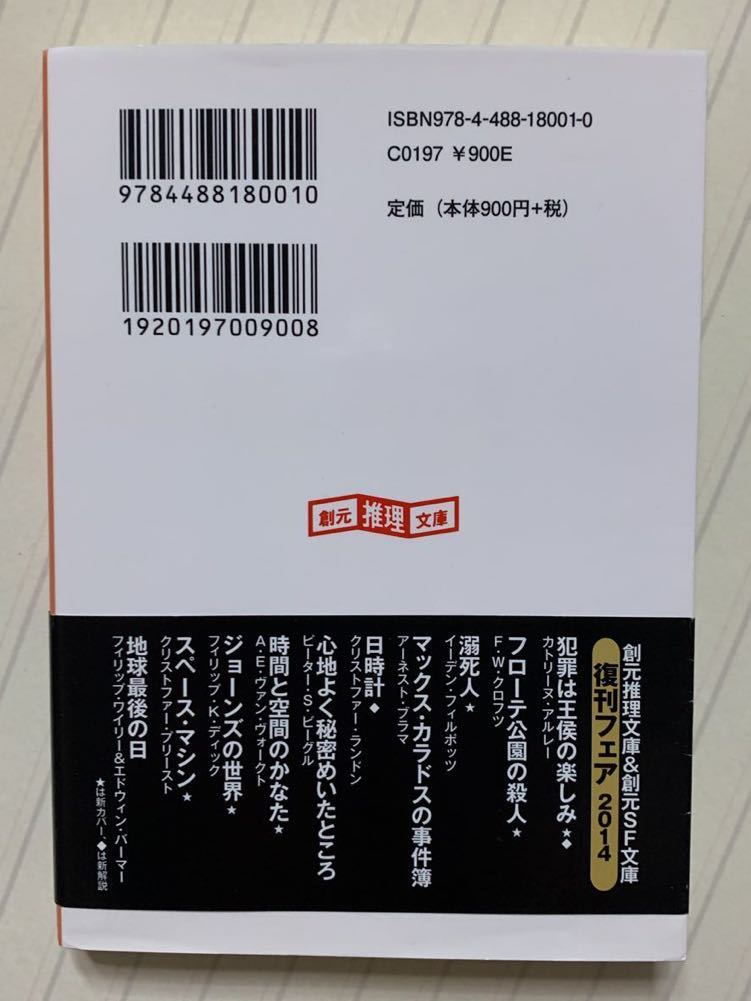 ISBN978-4-488-18001-0
C0197 ￥900E
定価（本体900円+税）
9784488180010
1920197009008
創元推理文庫
創元推理文庫&創元SF文庫
復刊フェア 2014
犯罪は王侯の楽しみ★◆
カトリーヌ・アルレー
フローテ公園の殺人★
F・W・クロフツ
溺死人★
イーデン・フィルポッツ
マックス・カラドスの事件簿
アーネスト・ブラマ
日時計◆
クリストファー・ランドン
心地よく秘密めいたところ
ピーター・S・ビーグル
時間と空間のかなた★
A・E・ヴァン・ヴォークト
ジョーンズの世界★
フィリップ・K・ディック
スペース・マシン★
クリストファー・プリースト
地球最後の日
フィリップ・ワイリー&エドウィン・バーマー
★は新カバー、◆は新解説